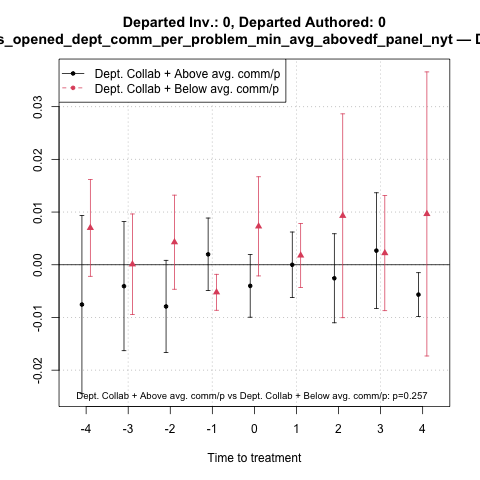 Departed Inv.: 0, Departed Authored: 0
s_opened_dept_comm_per_problem_min_avg_abovedf_panel_nyt —
Dept. Collab + Above avg. comm/p
Dept. Collab + Below avg. comm/p
0.03
0.02
0.01
0.00
-0.01
-0.02
Dept. Collab + Above avg. comm/p vs Dept. Collab + Below avg. comm/p: p=0.257
-4 -3 -2 -1 0 1 2 3 4
Time to treatment